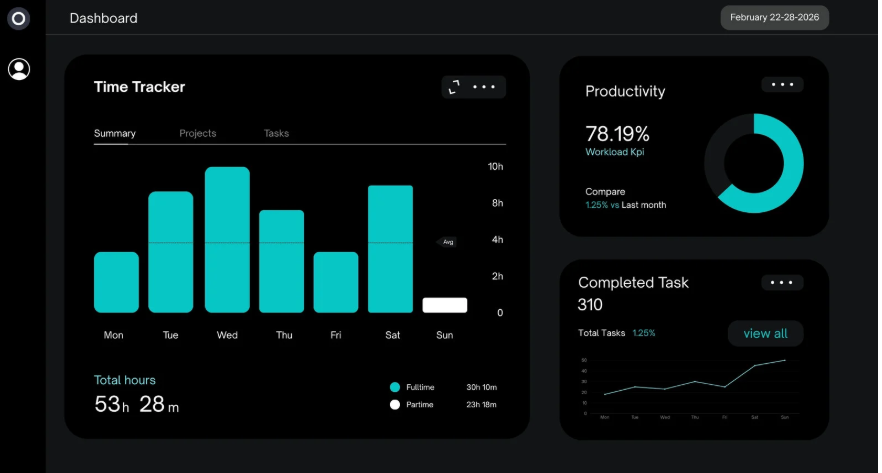 Dashboard
February 22-28-2026
Time Tracker
Summary Projects Tasks
10h
8h
4h
2h
0
Avg
Mon Tue Wed Thu Fri Sat Sun
Total hours
53h 28m
Fulltime 30h 10m
Partime 23h 18m
Productivity
78.19%
Workload Kpi
Compare
1.25% vs Last month
Completed Task
310
Total Tasks 1.25%
view all
50
40
30
20
10
0
Mon Tue Wed Thu Fri Sat Sun